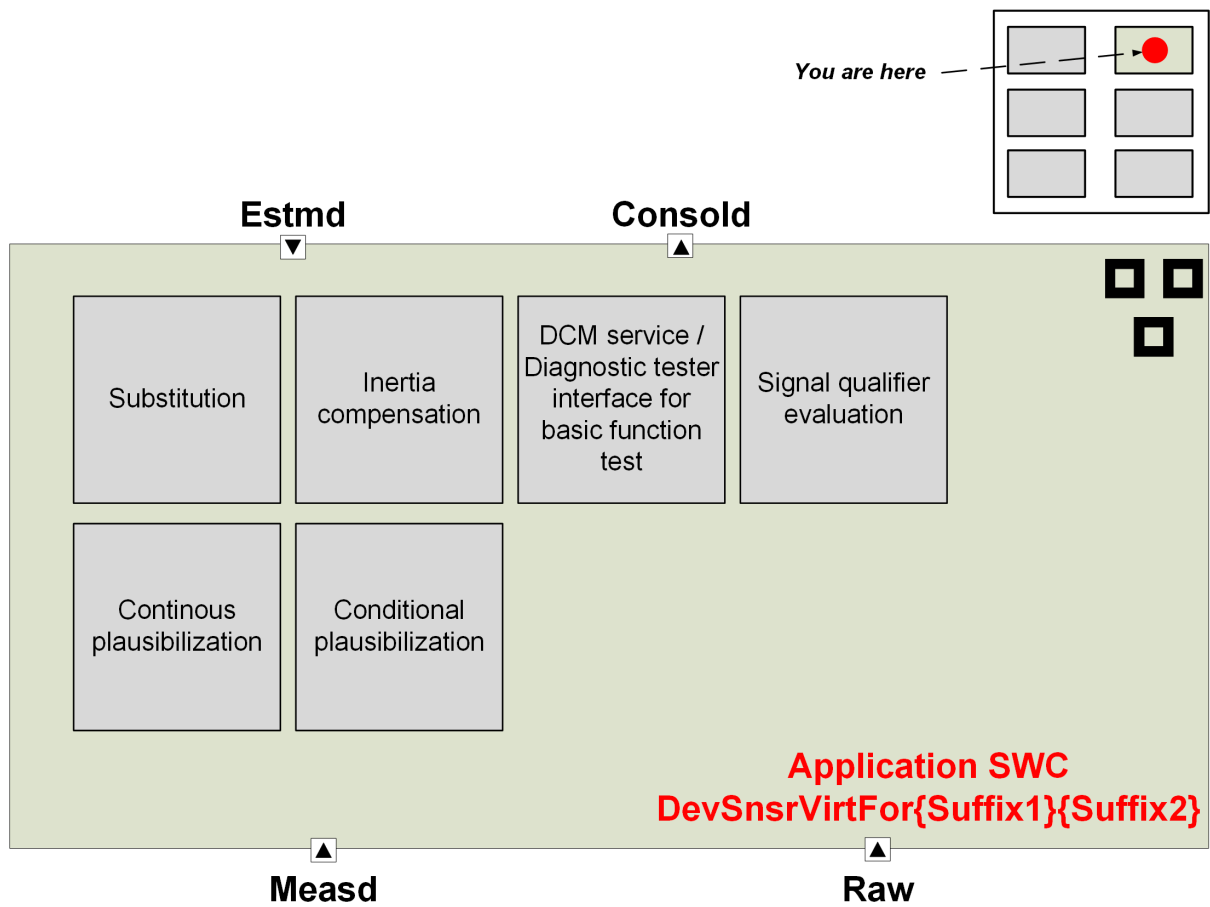 You are here
Estmd
Consold
Substitution
Inertia
compensation
DCM service /
Diagnostic tester
interface for
basic function
test
Signal qualifier
evaluation
Continous
plausibilization
Conditional
plausibilization
Application SWC
DevSnsrVirtFor{Suffix1}{Suffix2}
Measd
Raw